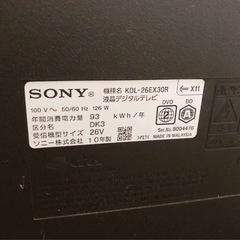 SONY 機種名 KDL-26EX30R
液晶デジタルテレビ
X11
100 V～ 50/60 Hz 126 W
年間消費電力量 93 kWh/年
区分名 DK3
受信機型サイズ 26V
ソニー株式会社 10年製
2 DVD
BD
Ser.No. 8004476
MADE IN MALAYSIA